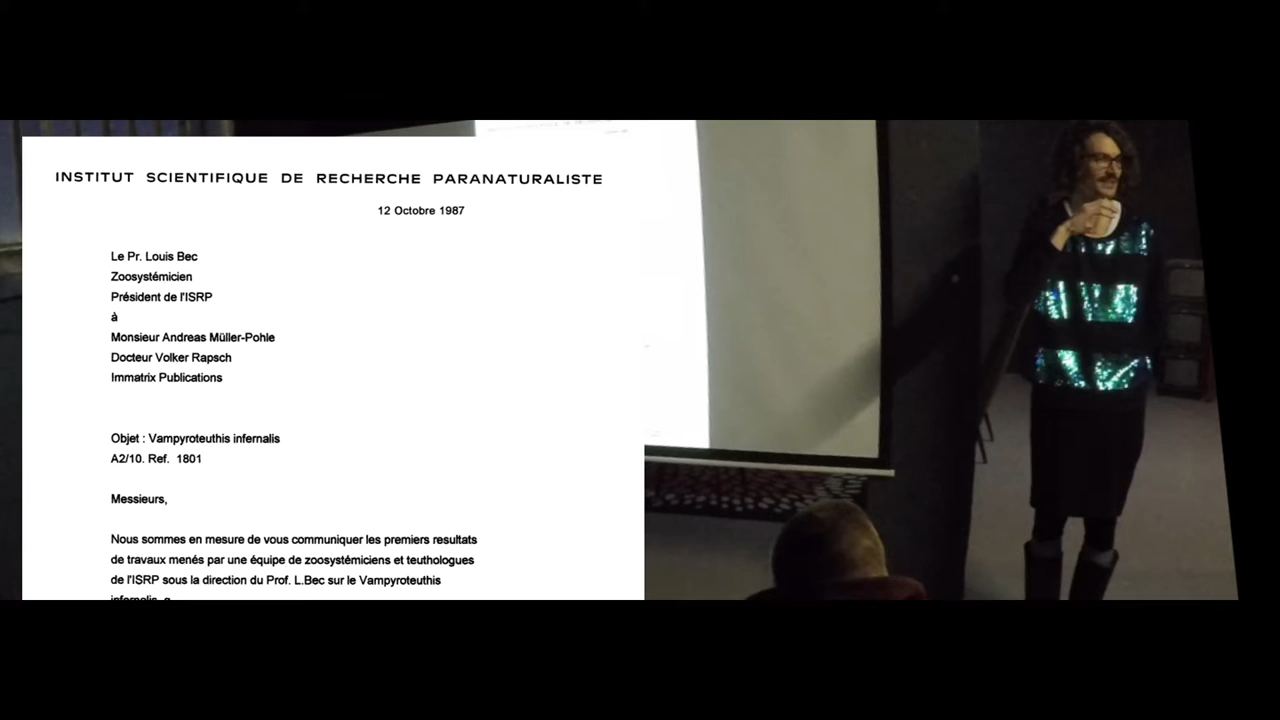 INSTITUT SCIENTIFIQUE DE RECHERCHE PARANATURALISTE
12 Octobre 1987
Le Pr. Louis Bec
Zoosystémicien
Président de l'ISRP
à
Monsieur Andreas Müller-Pohle
Docteur Volker Rapsch
Immatrix Publications
Objet : Vampyroteuthis infernalis
A2/10. Ref. 1801
Messieurs,
Nous sommes en mesure de vous communiquer les premiers resultats
de travaux menés par une équipe de zoosystémiciens et teuthologues
de l'ISRP sous la direction du Prof. L.Bec sur le Vampyroteuthis